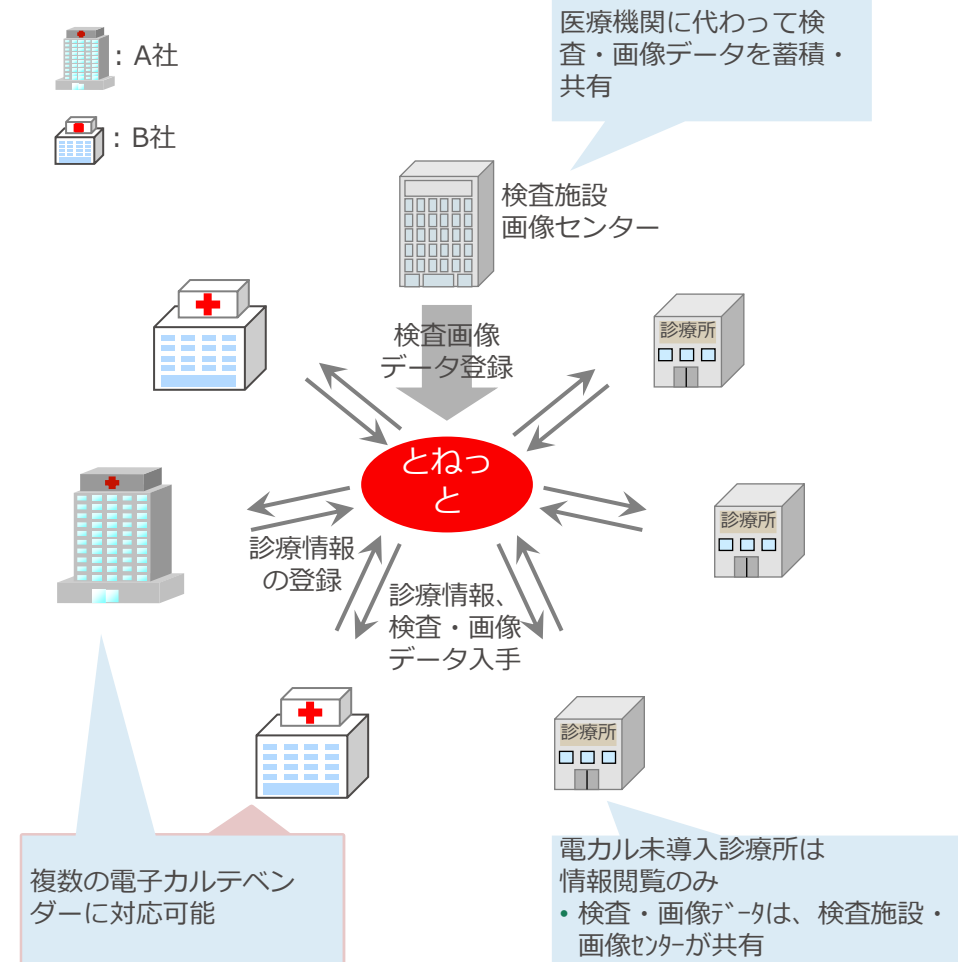 ：A社
：B社
医療機関に代わって検
査・画像データを蓄積・
共有
検査施設
画像センター
検査画像
データ登録
診療所
とねっ
と
診療所
診療情報
の登録
診療情報、
検査・画像
データ入手
診療所
複数の電子カルテベン
ダーに対応可能
電カル未導入診療所は
情報閲覧のみ
• 検査・画像ﾃﾞｰﾀは、検査施設・
画像ｾﾝﾀｰが共有